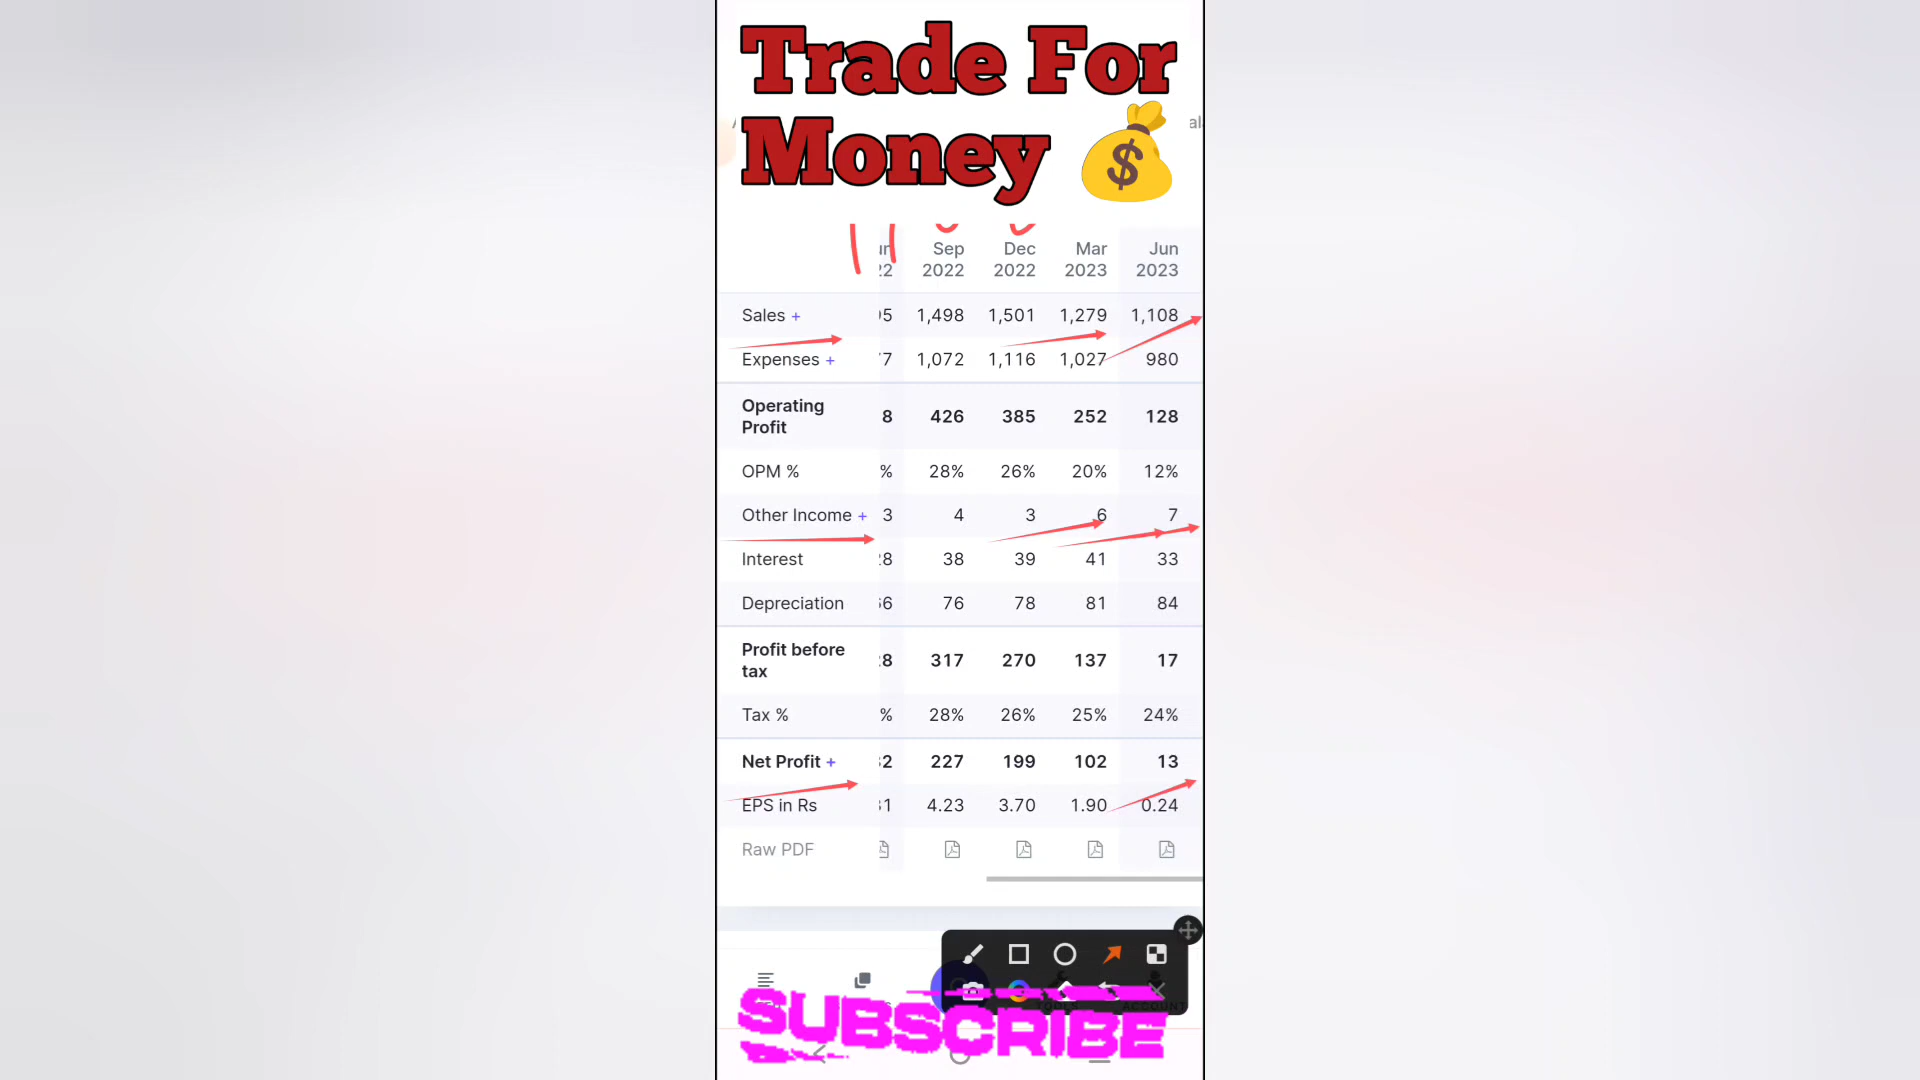 Trade For
Money
Sep Dec Mar Jun
2022 2022 2023 2023
Sales + 1,498 1,501 1,279 1,108
Expenses + 1,072 1,116 1,027 980
Operating
Profit 8 426 385 252 128
OPM % % 28% 26% 20% 12%
Other Income + 3 4 3 6 7
Interest 38 39 41 33
Depreciation 76 78 81 84
Profit before
tax 317 270 137 17
Tax % % 28% 26% 25% 24%
Net Profit + 227 199 102 13
EPS in Rs 4.23 3.70 1.90 0.24
Raw PDF
SUBSCRIBE